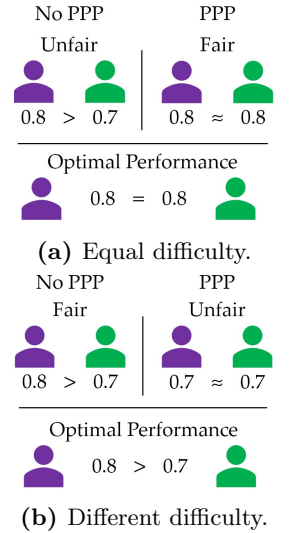 No PPP PPP
Unfair Fair
0.8 > 0.7 0.8 ≈ 0.8
Optimal Performance
0.8 = 0.8
(a) Equal difficulty.
No PPP PPP
Fair Unfair
0.8 > 0.7 0.7 ≈ 0.7
Optimal Performance
0.8 > 0.7
(b) Different difficulty.